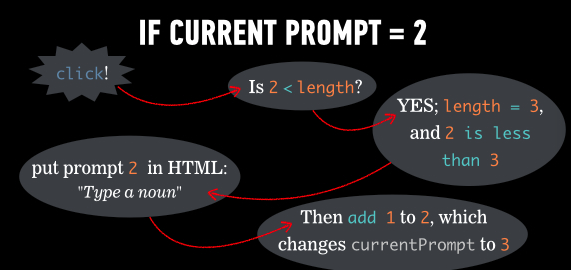 IF CURRENT PROMPT = 2
click!
Is 2 < length?
YES; length = 3,
and 2 is less
than 3
put prompt 2 in HTML:
"Type a noun"
Then add 1 to 2, which
changes currentPrompt to 3